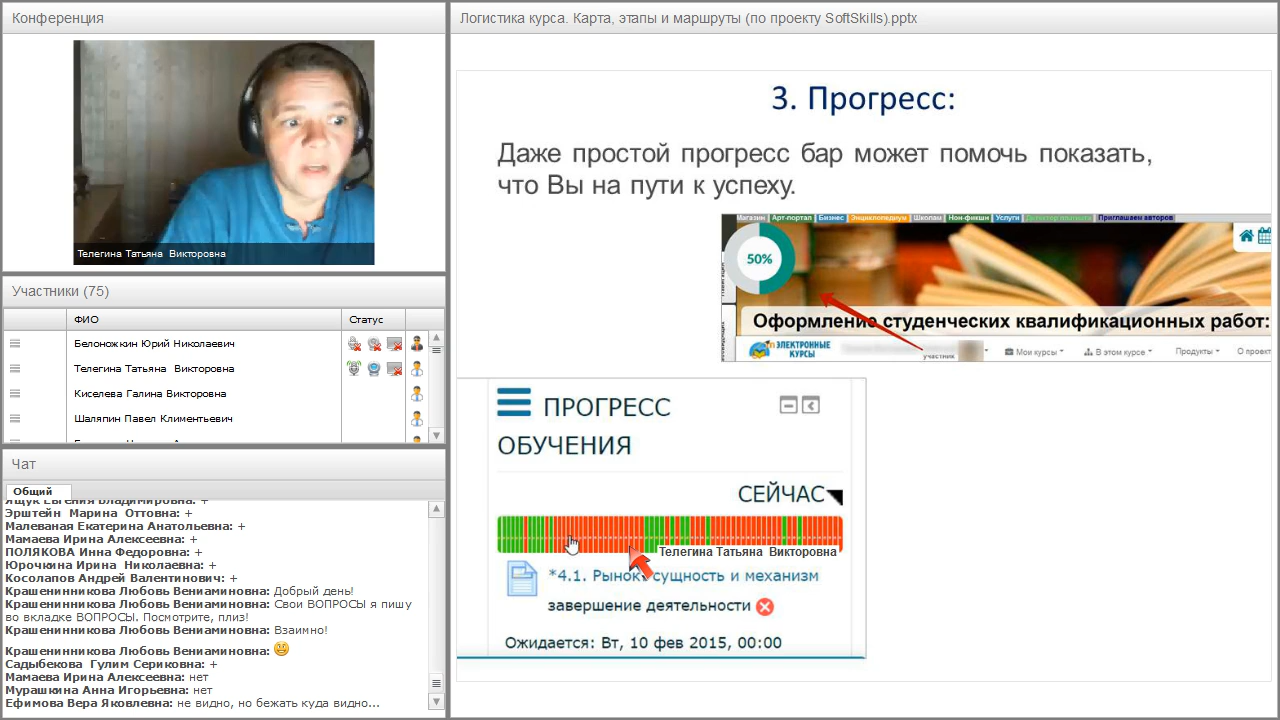 Конференция
Телегина Татьяна Викторовна
Участники (75)
ФИО
Статус
Белоножкин Юрий Николаевич
Телегина Татьяна Викторовна
Киселева Галина Викторовна
Шаляпин Павел Климентьевич
Чат
Общий
Ящук Евгения Владимировна: +
Эрштейн Марина Оттовна: +
Малеваная Екатерина Анатольевна: +
Мамаева Ирина Алексеевна: +
ПОЛЯКОВА Инна Федоровна: +
Юрочкина Ирина Николаевна: +
Косолапов Андрей Валентинович: +
Крашенинникова Любовь Вениаминовна: Добрый день!
Крашенинникова Любовь Вениаминовна: Свои ВОПРОСЫ я пишу
во вкладке ВОПРОСЫ. Посмотрите, плиз!
Крашенинникова Любовь Вениаминовна: Взаимно!
Крашенинникова Любовь Вениаминовна:
Садыбекова Гулим Сериковна: +
Мамаева Ирина Алексеевна: нет
Мурашкина Анна Игорьевна: нет
Ефимова Вера Яковлевна: не видно, но бежать куда видно...
Логистика курса. Карта, этапы и маршруты (по проекту SoftSkills).pptx
3. Прогресс:
Даже простой прогресс бар может помочь показать,
что Вы на пути к успеху.
Магазин Арт-портал Бизнес Энциклопедиум Школам Нон-фикшн Услуги Приглашаем авторов
50%
Оформление студенческих квалификационных работ:
ЭЛЕКТРОННЫЕ
КУРСЫ
участник
Мои курсы
В этом курсе
Продукты
О проект
ПРОГРЕСС
ОБУЧЕНИЯ
СЕЙЧАС
Телегина Татьяна Викторовна
*4.1. Рынок: сущность и механизм
завершение деятельности
Ожидается: Вт, 10 фев 2015, 00:00